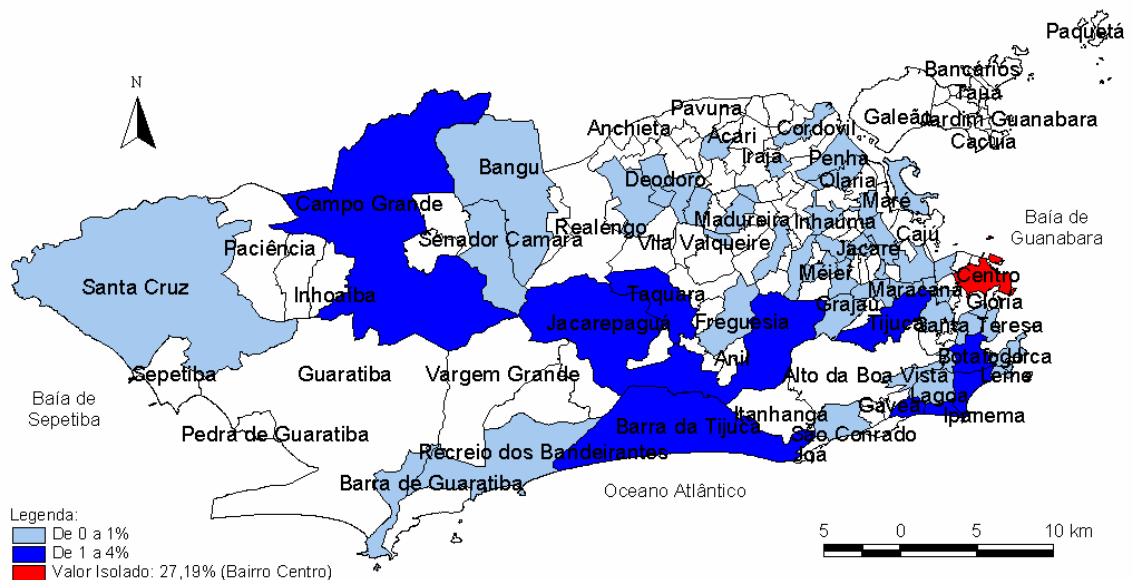 Paquetá
N
Bancários
Tauá
Pavuna
Galeão
Jardim Guanabara
Anchieta
Acari
Cordovil
Cacuia
Irajá
Bangu
Penha
Deodoro
Olaria
Campo Grande
Maré
Madureira
Inhaúma
Baía de
Guanabara
Realengo
Senador Camará
Vila Valqueire
Cajú
Paciência
Jacaré
Méier
Centro
Santa Cruz
Inhoaíba
Taquara
Maracanã
Glória
Grajaú
Jacarepaguá
Freguesia
Tijuca
Santa Teresa
Anil
Botafogo
Urca
Sepetiba
Guaratiba
Vargem Grande
Alto da Boa Vista
Leme
Baía de
Sepetiba
Lagoa
Gávea
Ipanema
Itanhangá
Barra da Tijuca
Pedra de Guaratiba
São Conrado
Joá
Recreio dos Bandeirantes
Barra de Guaratiba
Oceano Atlântico
Legenda:
De 0 a 1%
De 1 a 4%
Valor Isolado: 27,19% (Bairro Centro)
5 0 5 10 km